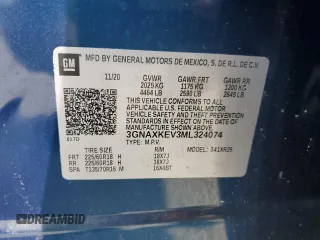 GM
MFD BY GENERAL MOTORS DE MEXICO, S. DE R.L. DE C.V.
11/20 GVWR GAWR FRT GAWR RR
2025 KG 1175 KG 1200 KG
4464 LB 2590 LB 2646 LB
THIS VEHICLE CONFORMS TO ALL APPLICABLE
U.S. FEDERAL MOTOR VEHICLE SAFETY,
BUMPER, AND THEFT PREVENTION STANDARDS
IN EFFECT ON THE DATE OF MANUFACTURE
SHOWN ABOVE.
3GNAXKEV3ML324074
TYPE: M.P.V.
TIRE SIZE RIM
FRT 225/60R18 H 18X7J
RR 225/60R18 H 18X7J
SPA T135/70R16 M 16X4BT